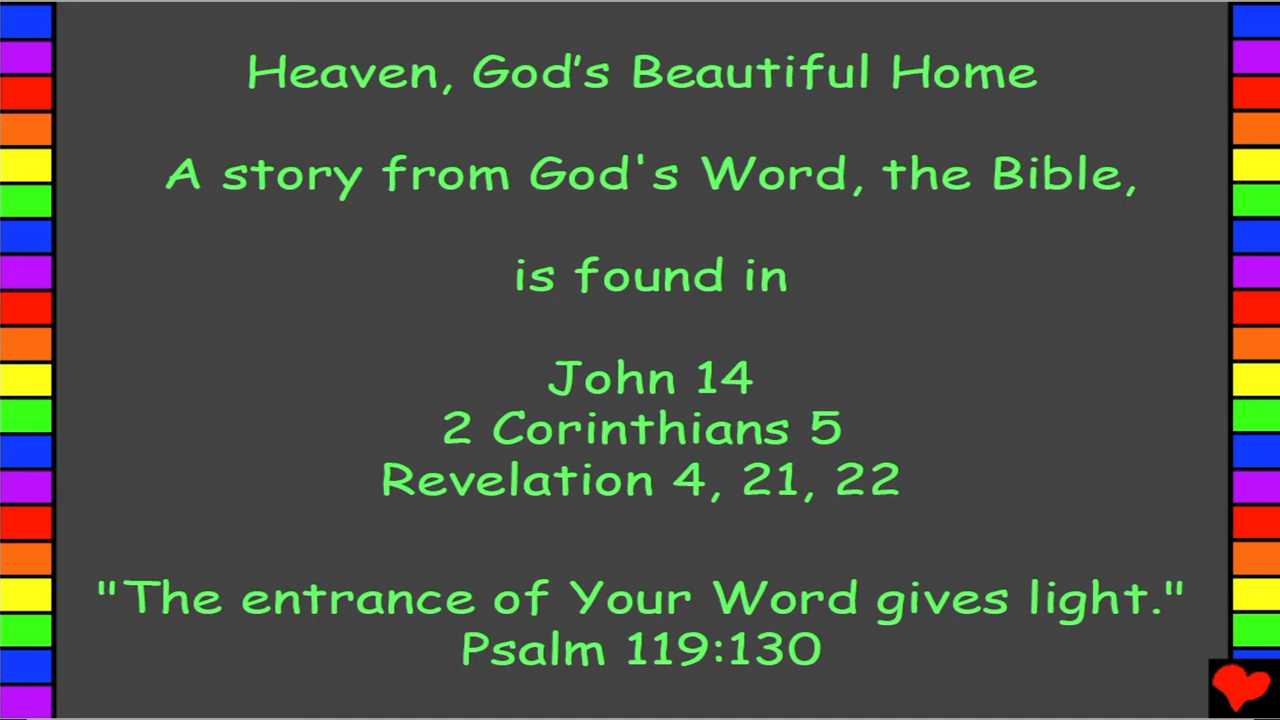 Heaven, God's Beautiful Home
A story from God's Word, the Bible,
is found in
John 14
2 Corinthians 5
Revelation 4, 21, 22
"The entrance of Your Word gives light."
Psalm 119:130